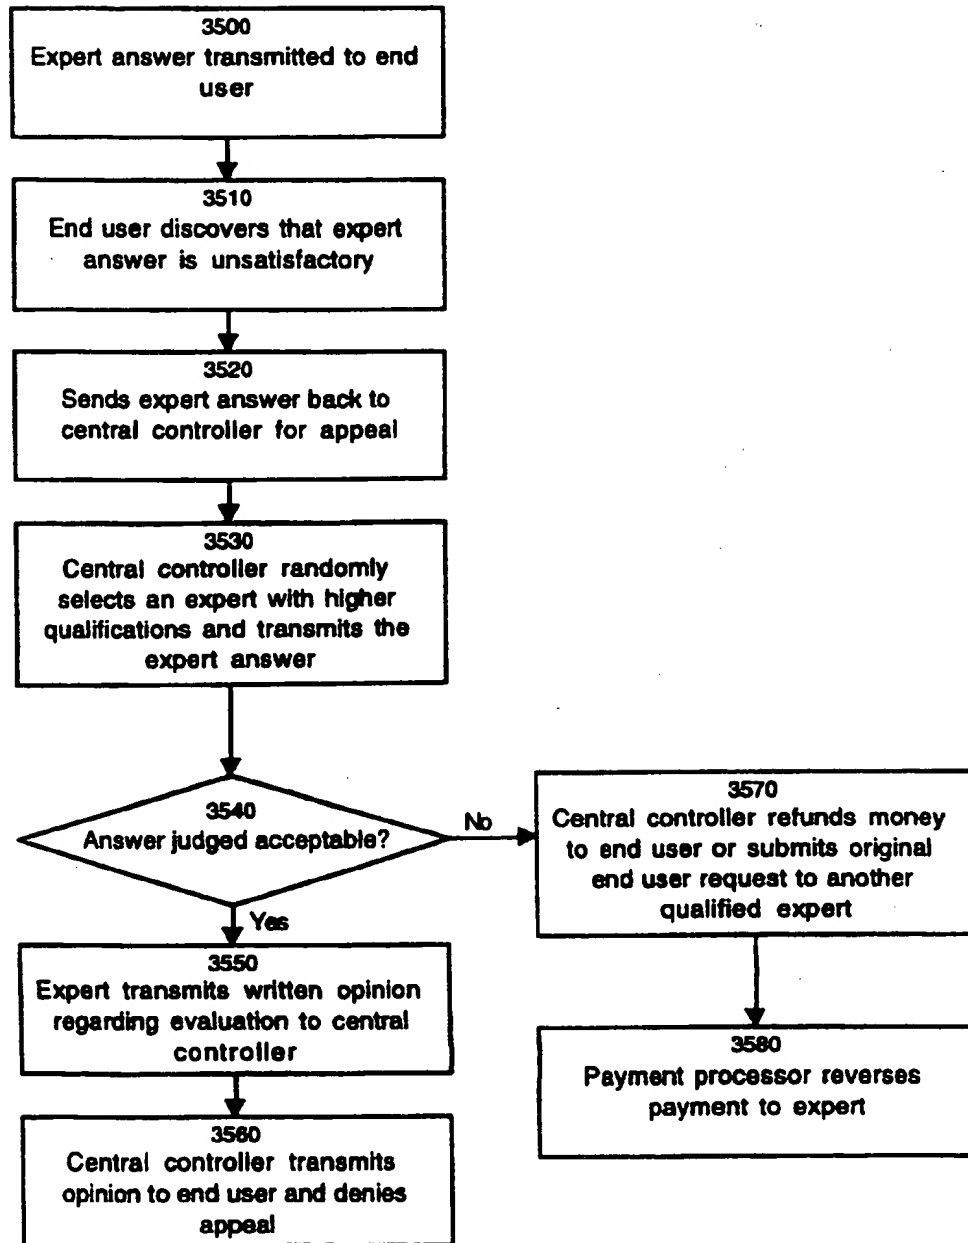 3500
Expert answer transmitted to end
user
3510
End user discovers that expert
answer is unsatisfactory
3520
Sends expert answer back to
central controller for appeal
3530
Central controller randomly
selects an expert with higher
qualifications and transmits the
expert answer
3540
Answer judged acceptable?
No
Yes
3550
Expert transmits written opinion
regarding evaluation to central
controller
3560
Central controller transmits
opinion to end user and denies
appeal
3570
Central controller refunds money
to end user or submits original
end user request to another
qualified expert
3580
Payment processor reverses
payment to expert